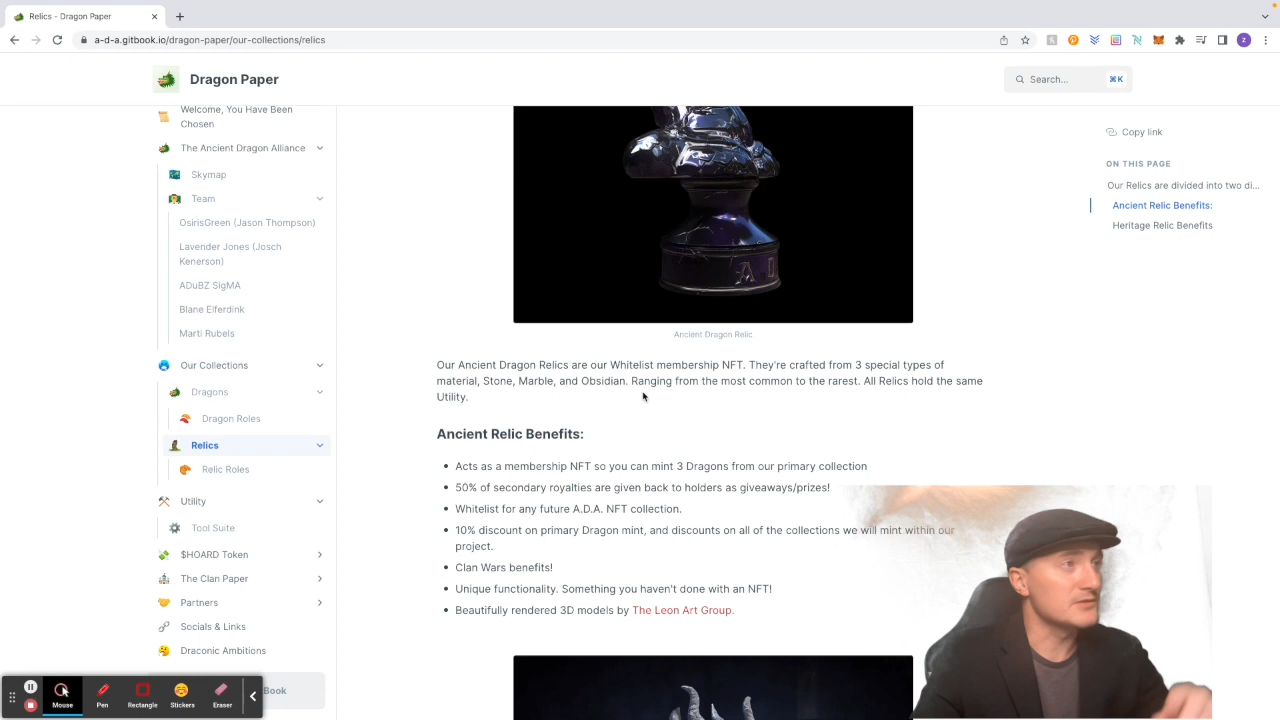 Relics - Dragon Paper
a-d-a.gitbook.io/dragon-paper/our-collections/relics
Z
Dragon Paper
Search...
⌘K
Welcome, You Have Been
Chosen
The Ancient Dragon Alliance
Skymap
Team
OsirisGreen (Jason Thompson)
Lavender Jones (Josch
Kenerson)
ADuBZ SigMA
Blane Elferdink
Marti Rubels
Our Collections
Dragons
Dragon Roles
Relics
Relic Roles
Utility
Tool Suite
$HOARD Token
The Clan Paper
Partners
Socials & Links
Draconic Ambitions
Book
Mouse
Pen
Rectangle
Stickers
Eraser
A D
Ancient Dragon Relic
Our Ancient Dragon Relics are our Whitelist membership NFT. They're crafted from 3 special types of
material, Stone, Marble, and Obsidian. Ranging from the most common to the rarest. All Relics hold the same
Utility.
Ancient Relic Benefits:
Acts as a membership NFT so you can mint 3 Dragons from our primary collection
50% of secondary royalties are given back to holders as giveaways/prizes!
Whitelist for any future A.D.A. NFT collection.
10% discount on primary Dragon mint, and discounts on all of the collections we will mint within our
project.
Clan Wars benefits!
Unique functionality. Something you haven't done with an NFT!
Beautifully rendered 3D models by The Leon Art Group.
Copy link
ON THIS PAGE
Our Relics are divided into two di...
Ancient Relic Benefits:
Heritage Relic Benefits